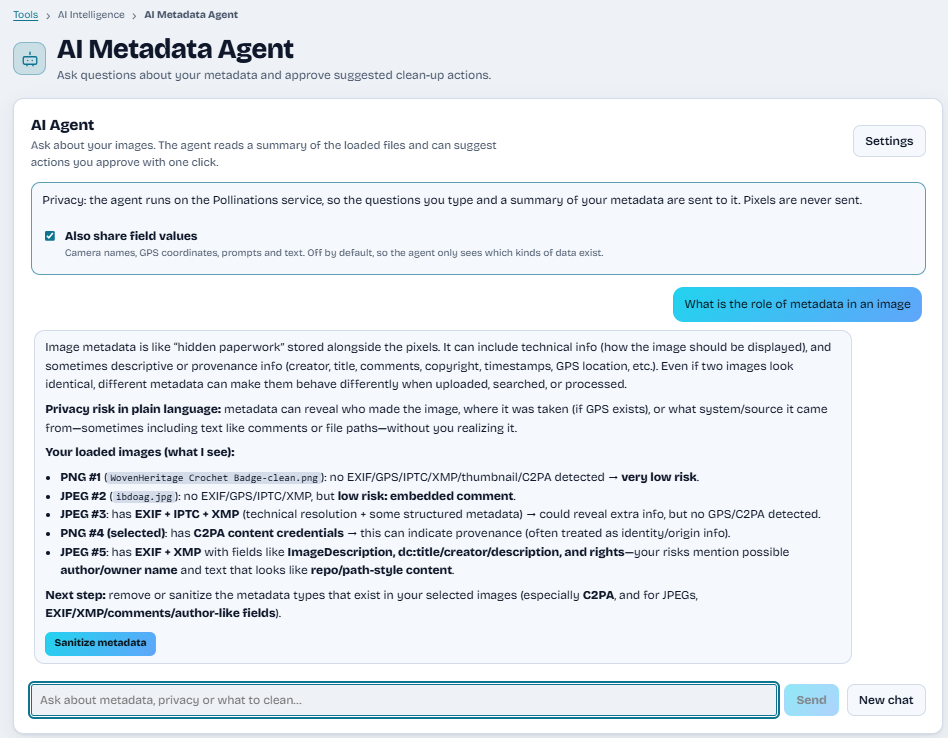 Tools › AI Intelligence › AI Metadata Agent
AI Metadata Agent
Ask questions about your metadata and approve suggested clean-up actions.
AI Agent
Ask about your images. The agent reads a summary of the loaded files and can suggest
actions you approve with one click.
Settings
Privacy: the agent runs on the Pollinations service, so the questions you type and a summary of your metadata are sent to it. Pixels are never sent.
Also share field values
Camera names, GPS coordinates, prompts and text. Off by default, so the agent only sees which kinds of data exist.
What is the role of metadata in an image
Image metadata is like “hidden paperwork” stored alongside the pixels. It can include technical info (how the image should be displayed), and
sometimes descriptive or provenance info (creator, title, comments, copyright, timestamps, GPS location, etc.). Even if two images look
identical, different metadata can make them behave differently when uploaded, searched, or processed.
Privacy risk in plain language: metadata can reveal who made the image, where it was taken (if GPS exists), or what system/source it came
from—sometimes including text like comments or file paths—without you realizing it.
Your loaded images (what I see):
• PNG #1 (WovenHeritage Crochet Badge-clean.png): no EXIF/GPS/IPTC/XMP/thumbnail/C2PA detected → very low risk.
• JPEG #2 (ibdoag.jpg): no EXIF/GPS/IPTC/XMP, but low risk: embedded comment.
• JPEG #3: has EXIF + IPTC + XMP (technical resolution + some structured metadata) → could reveal extra info, but no GPS/C2PA detected.
• PNG #4 (selected): has C2PA content credentials → this can indicate provenance (often treated as identity/origin info).
• JPEG #5: has EXIF + XMP with fields like ImageDescription, dc:title/creator/description, and rights—your risks mention possible
author/owner name and text that looks like repo/path-style content.
Next step: remove or sanitize the metadata types that exist in your selected images (especially C2PA, and for JPEGs,
EXIF/XMP/comments/author-like fields).
Sanitize metadata
Ask about metadata, privacy or what to clean...
Send
New chat